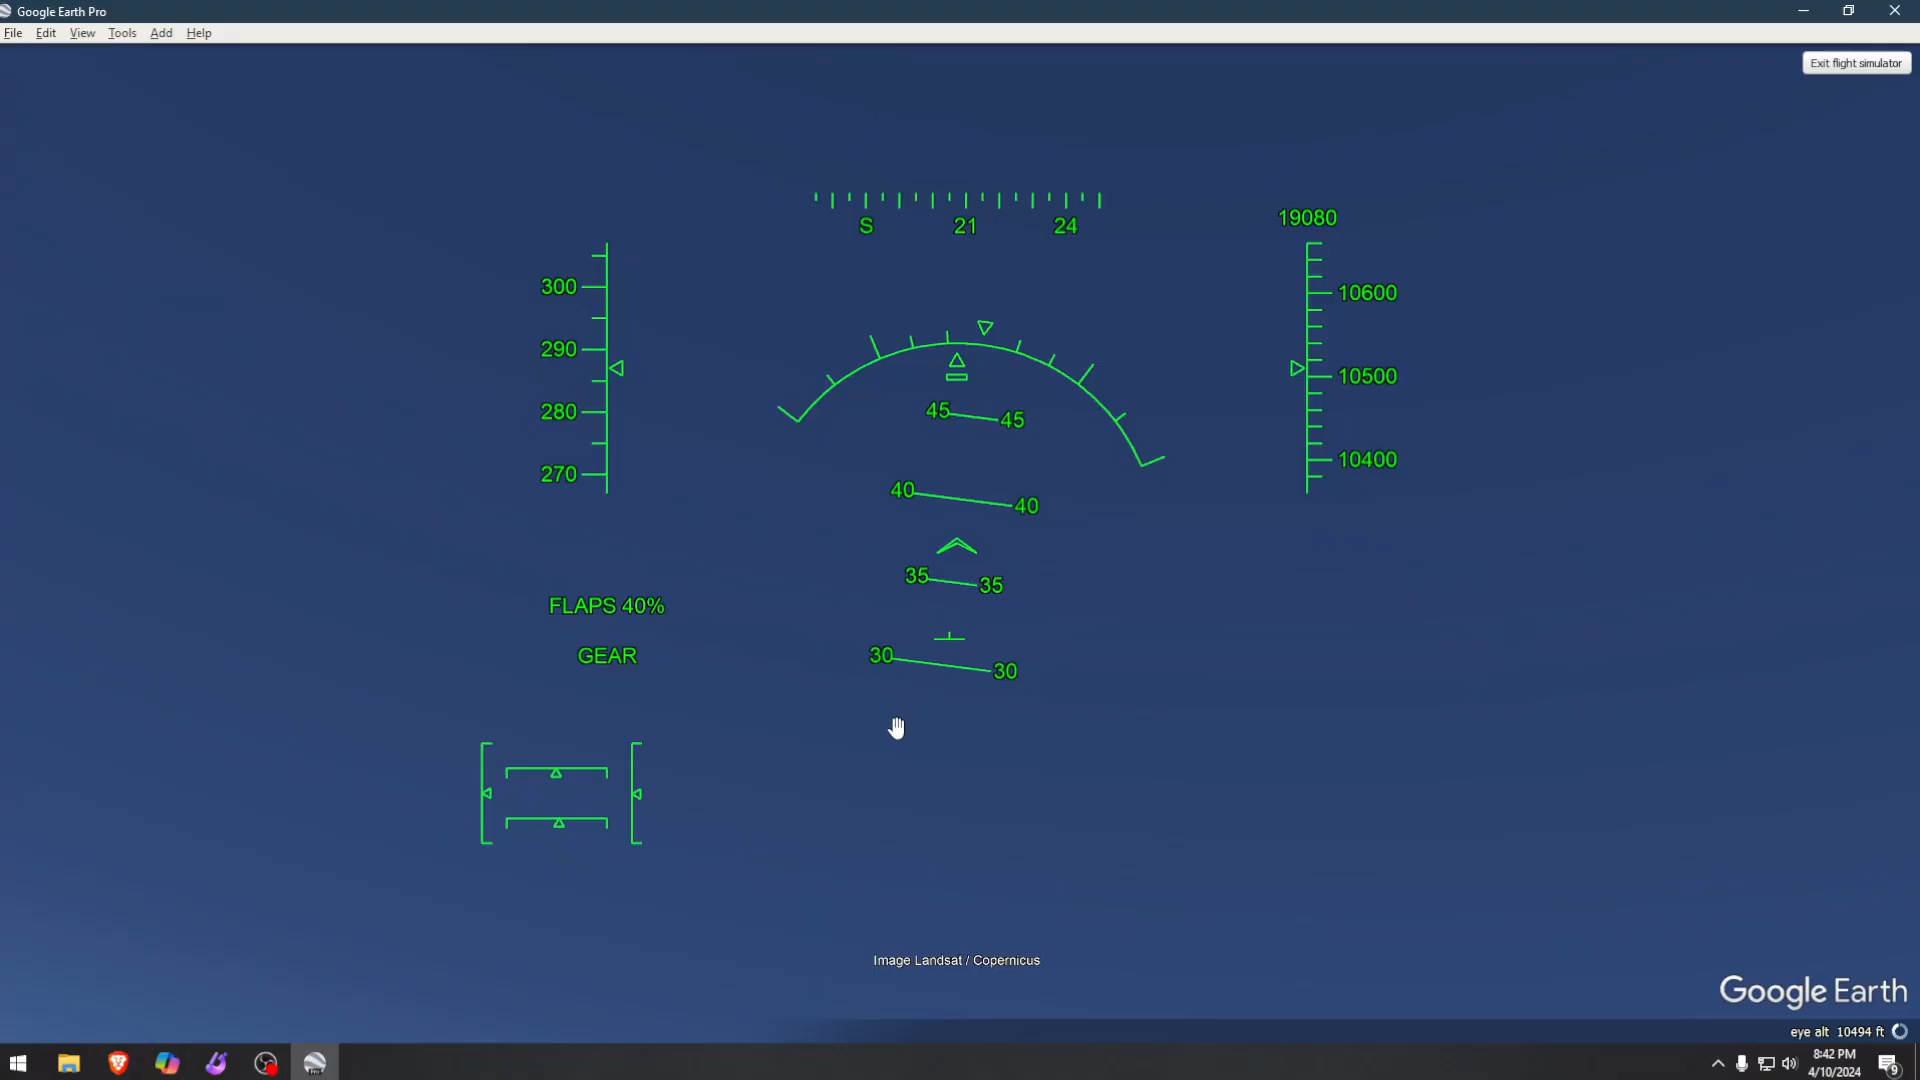 Google Earth Pro
File Edit View Tools Add Help
Exit flight simulator
S 21 24
19080
300
290
280
270
10600
10500
10400
45 45
40 40
35 35
30 30
FLAPS 40%
GEAR
Image Landsat / Copernicus
Google Earth
eye alt 10494 ft
Pro
8:42 PM
4/10/2024
9